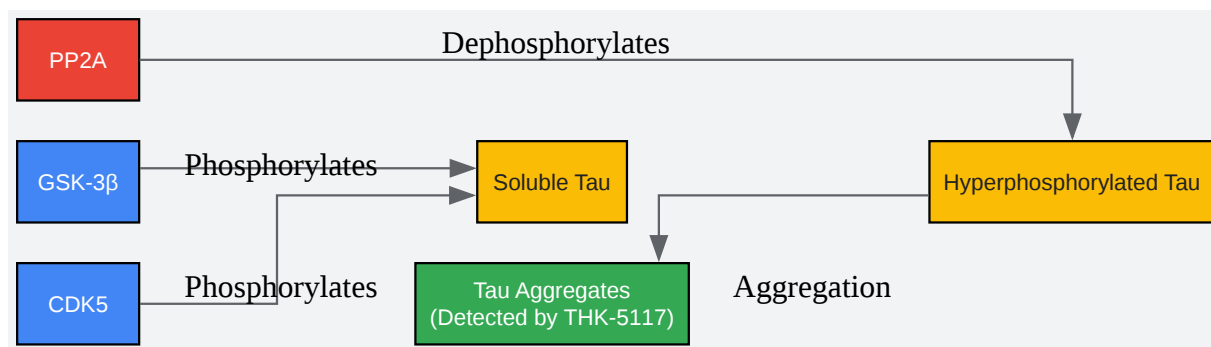 PP2A
Dephosphorylates
GSK-3β
Phosphorylates
Soluble Tau
Hyperphosphorylated Tau
CDK5
Phosphorylates
Tau Aggregates
(Detected by THK-5117)
Aggregation